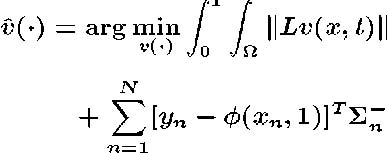 v̂(·) = arg min_{v(·)} ∫_0^1 ∫_Ω ‖Lv(x, t)‖
+ ∑_{n=1}^{N} [y_n − ϕ(x_n, 1)]^T Σ_n^−